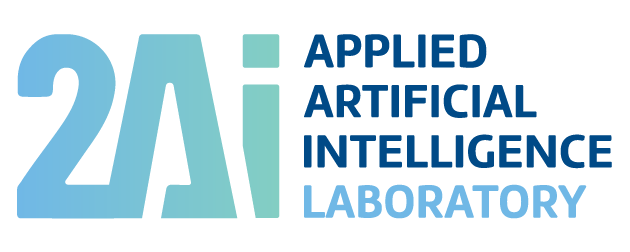 2Ai
APPLIED
ARTIFICIAL
INTELLIGENCE
LABORATORY